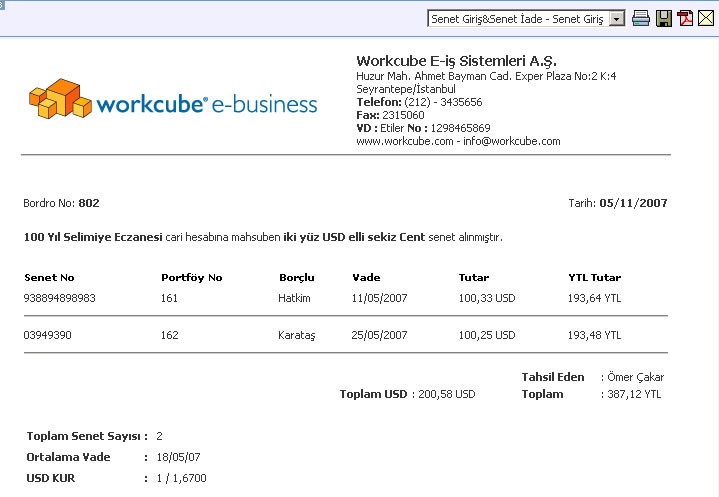 Senet Giriş&Senet İade - Senet Giriş
workcube® e-business
Workcube E-iş Sistemleri A.Ş.
Huzur Mah. Ahmet Bayman Cad. Exper Plaza No:2 K:4
Seyrantepe/İstanbul
Telefon: (212) - 3435656
Fax: 2315060
VD : Etiler No : 1298465869
www.workcube.com - info@workcube.com
Bordro No: 802 Tarih: 05/11/2007
100 Yıl Selimiye Eczanesi cari hesabına mahsuben iki yüz USD elli sekiz Cent senet alınmıştır.
Senet No Portföy No Borçlu Vade Tutar YTL Tutar
938894898983 161 Hatkim 11/05/2007 100,33 USD 193,64 YTL
03949390 162 Karataş 25/05/2007 100,25 USD 193,48 YTL
Tahsil Eden : Ömer Çakar
Toplam USD : 200,58 USD Toplam : 387,12 YTL
Toplam Senet Sayısı : 2
Ortalama Vade : 18/05/07
USD KUR : 1 / 1,6700